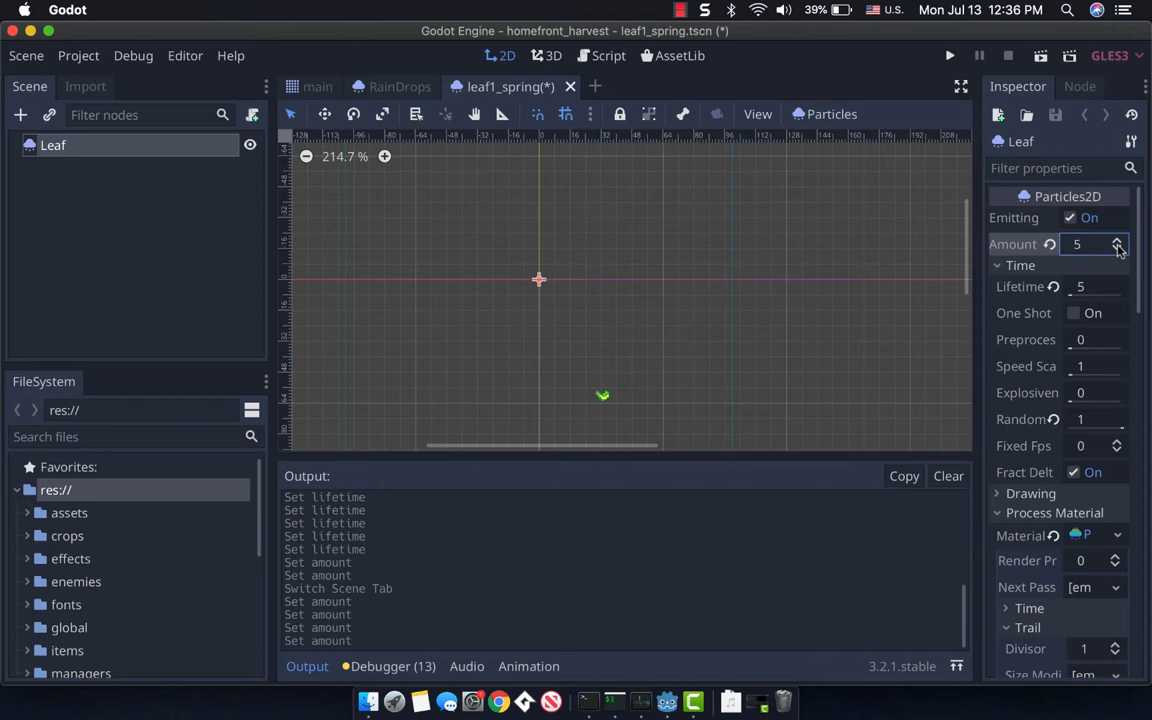 Godot 39% U.S. Mon Jul 13 12:36 PM
Godot Engine - homefront_harvest - leaf1_spring.tscn (*)
Scene Project Debug Editor Help 2D 3D Script AssetLib GLES3
Scene Import main RainDrops leaf1_spring(*) Inspector Node
Filter nodes View Particles
Leaf
214.7 %
Leaf
Filter properties
Particles2D
Emitting On
Amount 5
Time
Lifetime 5
One Shot On
Preproces 0
Speed Sca 1
Explosiven 0
Random 1
Fixed Fps 0
Fract Delt On
Drawing
Process Material
Material P
Render Pr 0
Next Pass [em
Time
Trail
Divisor 1
Size Modi [em
FileSystem
res://
Search files
Favorites:
res://
assets
crops
effects
enemies
fonts
global
items
managers
Output: Copy Clear
Set lifetime
Set lifetime
Set lifetime
Set lifetime
Set lifetime
Set amount
Set amount
Switch Scene Tab
Set amount
Set amount
Set amount
Set amount
Output Debugger (13) Audio Animation 3.2.1.stable